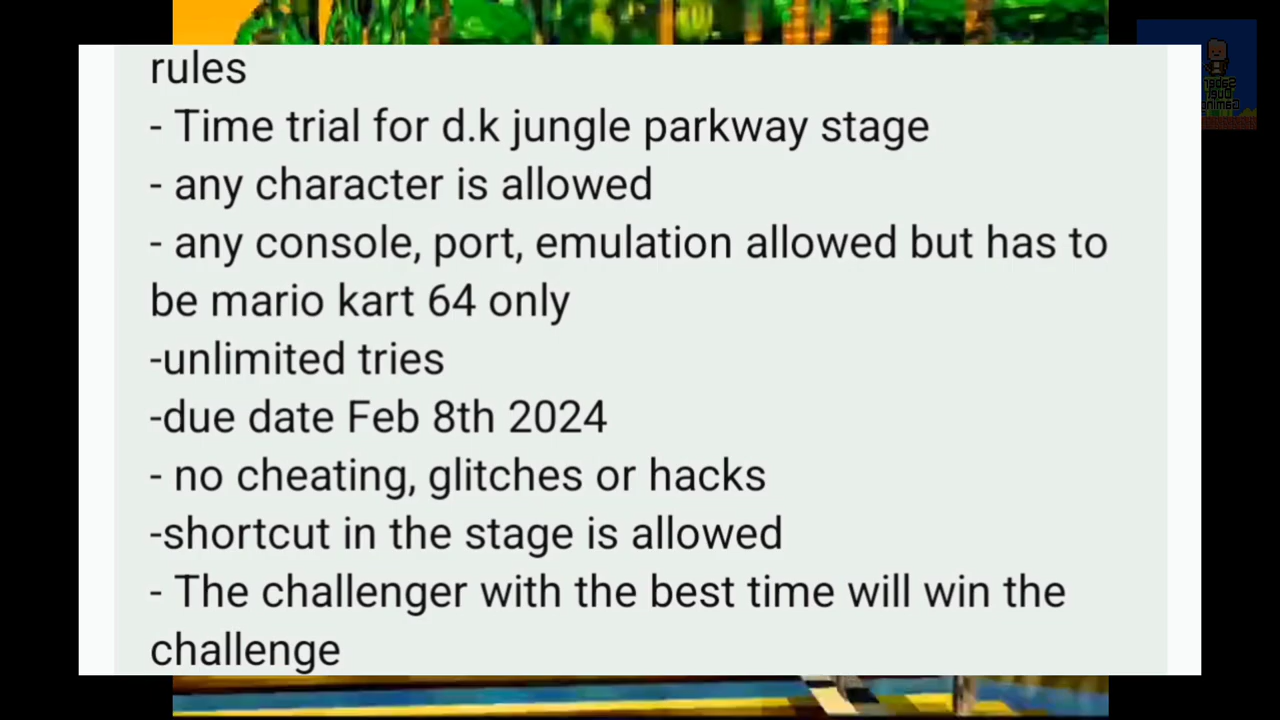 rules
- Time trial for d.k jungle parkway stage
- any character is allowed
- any console, port, emulation allowed but has to
be mario kart 64 only
-unlimited tries
-due date Feb 8th 2024
- no cheating, glitches or hacks
-shortcut in the stage is allowed
- The challenger with the best time will win the
challenge